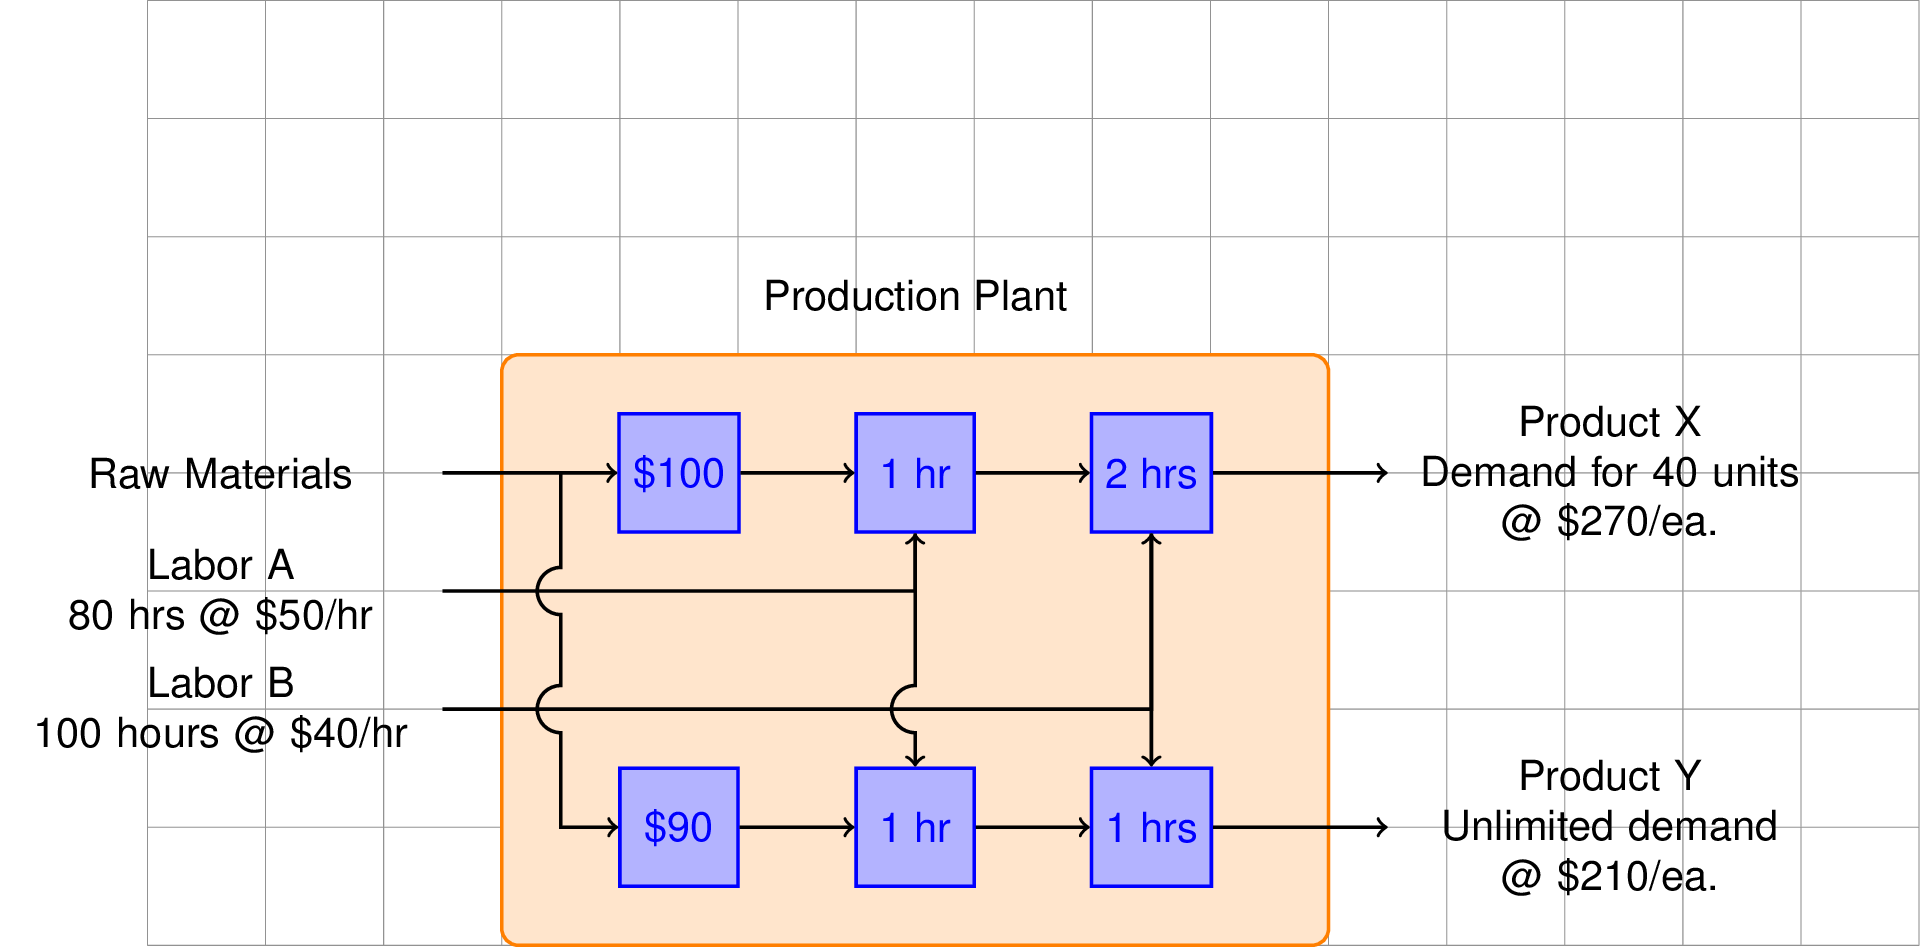 Production Plant
Raw Materials
$100
1 hr
2 hrs
Product X
Demand for 40 units
@ $270/ea.
Labor A
80 hrs @ $50/hr
Labor B
100 hours @ $40/hr
$90
1 hr
1 hrs
Product Y
Unlimited demand
@ $210/ea.